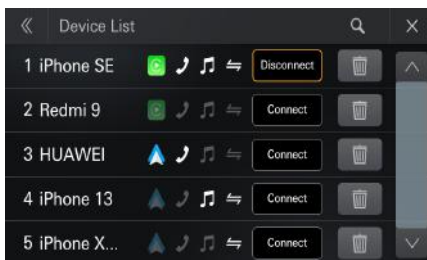 Device List
1 iPhone SE Disconnect
2 Redmi 9 Connect
3 HUAWEI Connect
4 iPhone 13 Connect
5 iPhone X... Connect